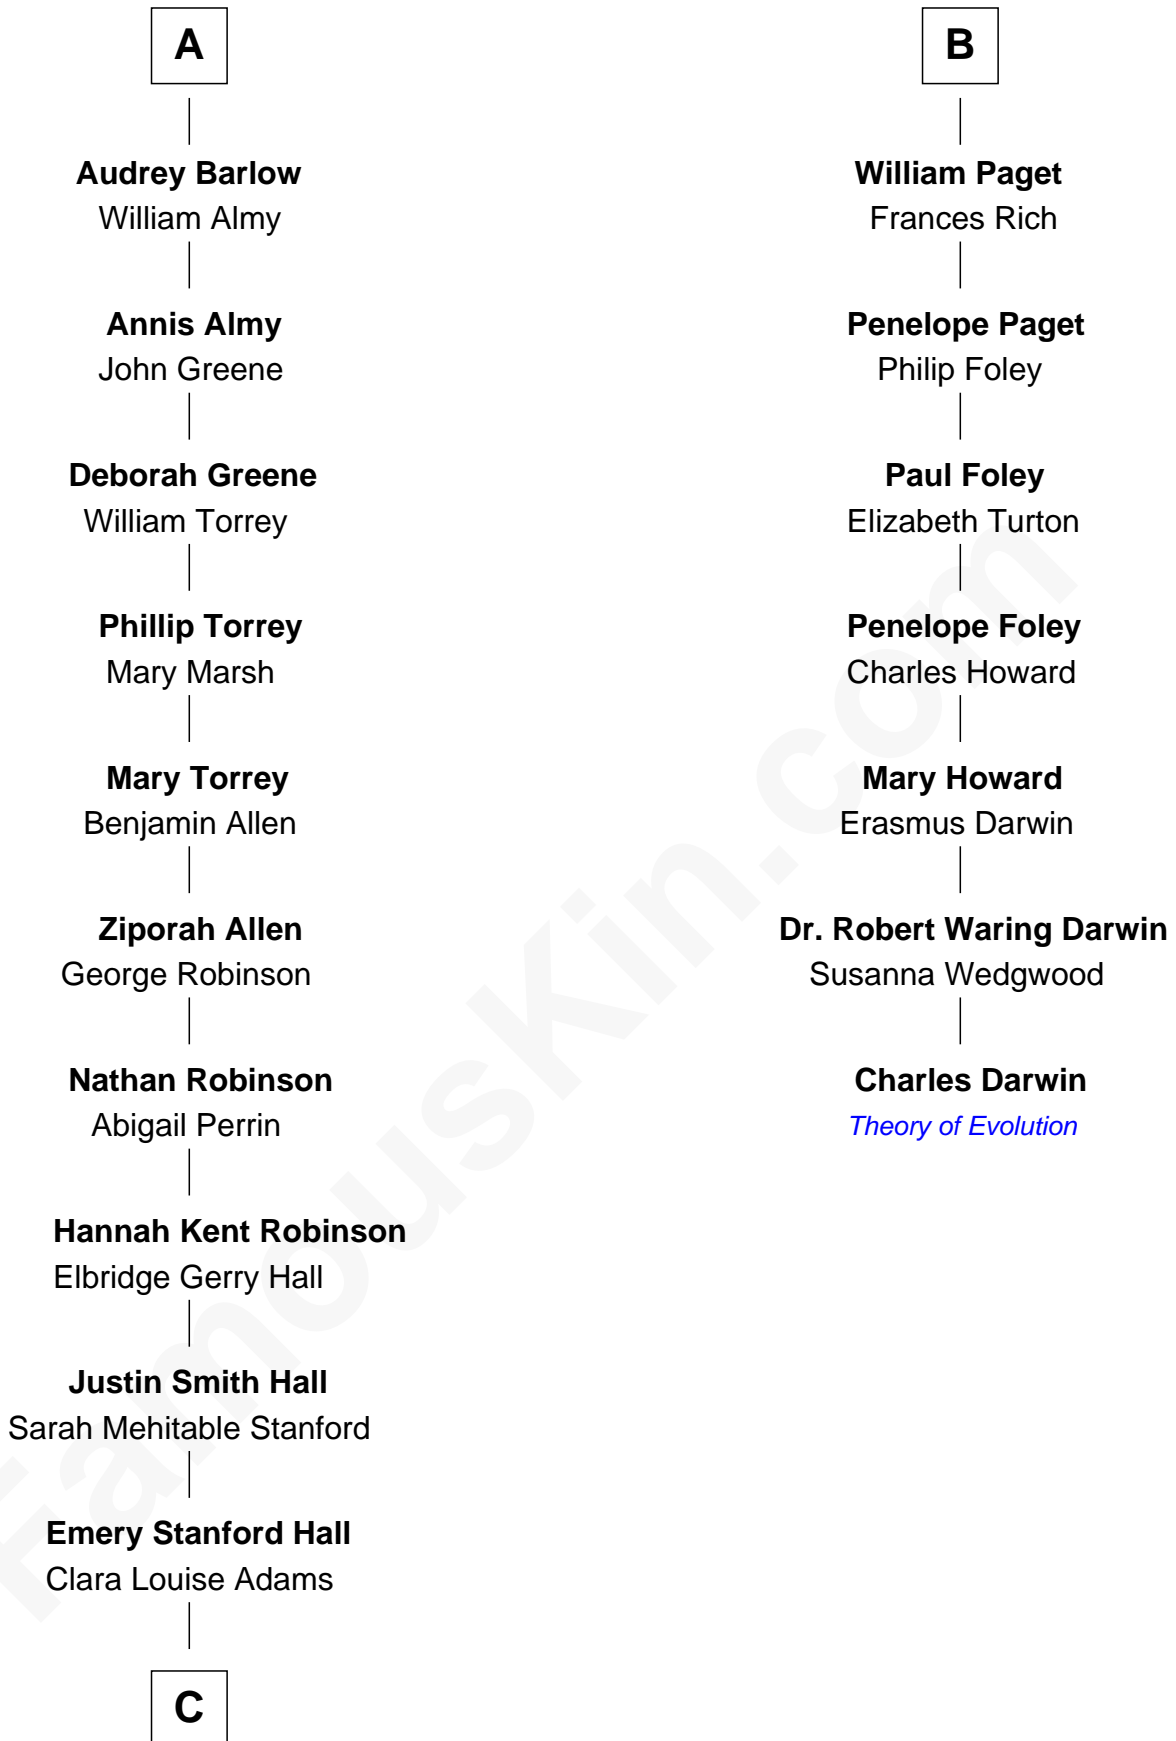 A
Audrey Barlow
William Almy
Annis Almy
John Greene
Deborah Greene
William Torrey
Phillip Torrey
Mary Marsh
Mary Torrey
Benjamin Allen
Ziporah Allen
George Robinson
Nathan Robinson
Abigail Perrin
Hannah Kent Robinson
Elbridge Gerry Hall
Justin Smith Hall
Sarah Mehitable Stanford
Emery Stanford Hall
Clara Louise Adams
C
B
William Paget
Frances Rich
Penelope Paget
Philip Foley
Paul Foley
Elizabeth Turton
Penelope Foley
Charles Howard
Mary Howard
Erasmus Darwin
Dr. Robert Waring Darwin
Susanna Wedgwood
Charles Darwin
Theory of Evolution
FamousKin.com